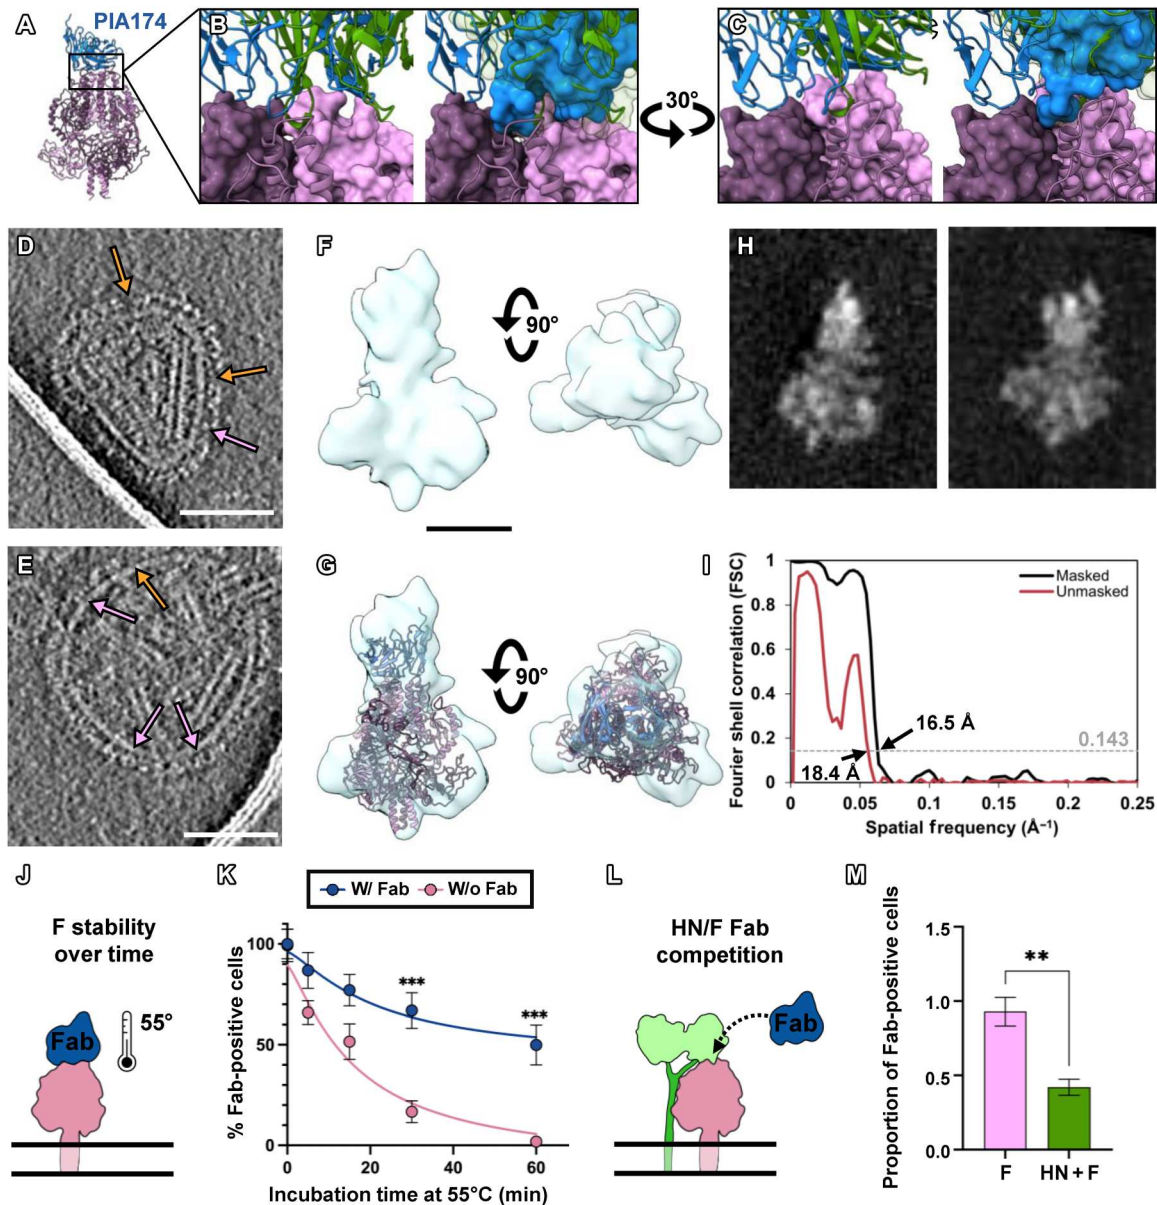 A
PIA174
B
C
30°
D
E
F
90°
G
90°
H
I
Fourier shell correlation (FSC)
1
0.8
0.6
0.4
0.2
0
Masked
Unmasked
16.5 Å
0.143
18.4 Å
0
0.05
0.1
0.15
0.2
0.25
Spatial frequency (Å⁻¹)
J
F stability
over time
Fab
55°
K
W/ Fab
W/o Fab
% Fab-positive cells
100
50
0
***
***
0
20
40
60
Incubation time at 55°C (min)
L
HN/F Fab
competition
Fab
M
Proportion of Fab-positive cells
1.5
1.0
0.5
0.0
**
F
HN + F